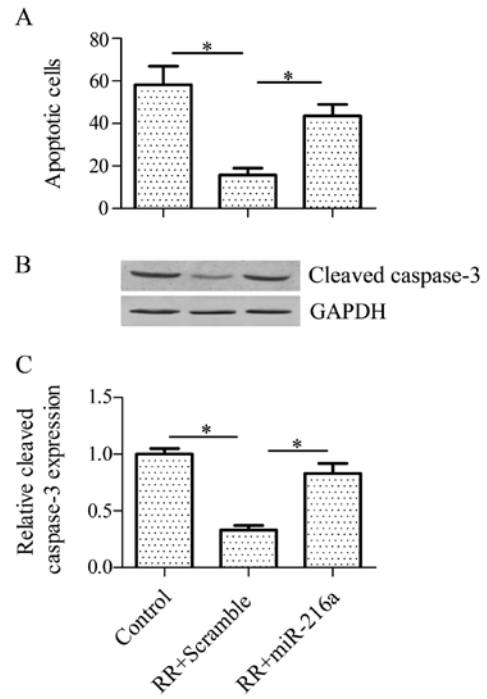 A
80
60
40
20
0
Apoptotic cells
*
*
B
Cleaved caspase-3
GAPDH
C
1.5
1.0
0.5
0.0
Relative cleaved
caspase-3 expression
*
*
Control
RR+Scramble
RR+miR-216a